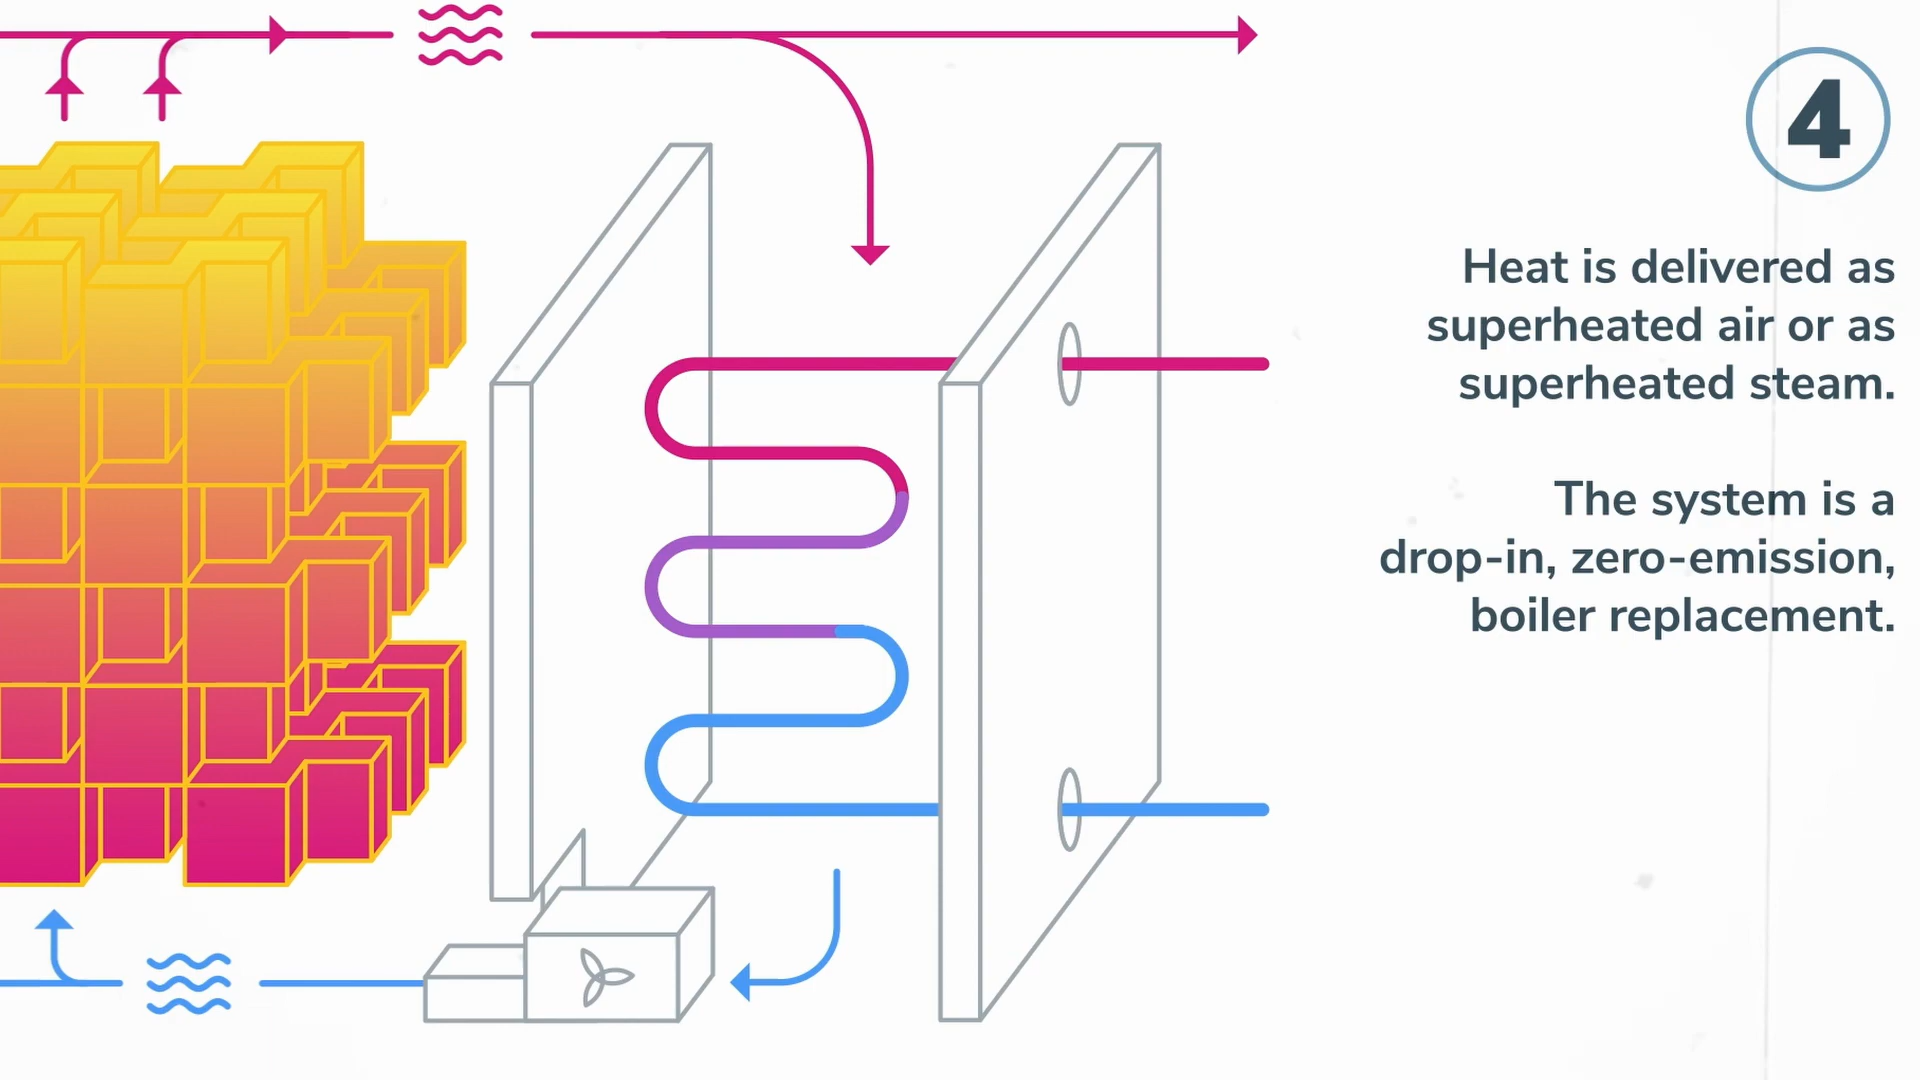 4
Heat is delivered as
superheated air or as
superheated steam.
The system is a
drop-in, zero-emission,
boiler replacement.